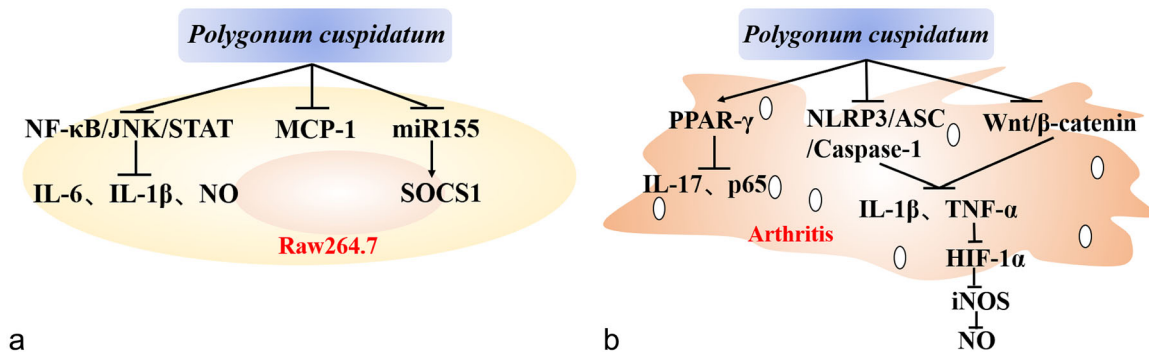 Polygonum cuspidatum
NF-κB/JNK/STAT
MCP-1
miR155
IL-6、IL-1β、NO
SOCS1
Raw264.7
a
Polygonum cuspidatum
PPAR-γ
NLRP3/ASC
/Caspase-1
Wnt/β-catenin
IL-17、p65
IL-1β、TNF-α
Arthritis
HIF-1α
iNOS
NO
b